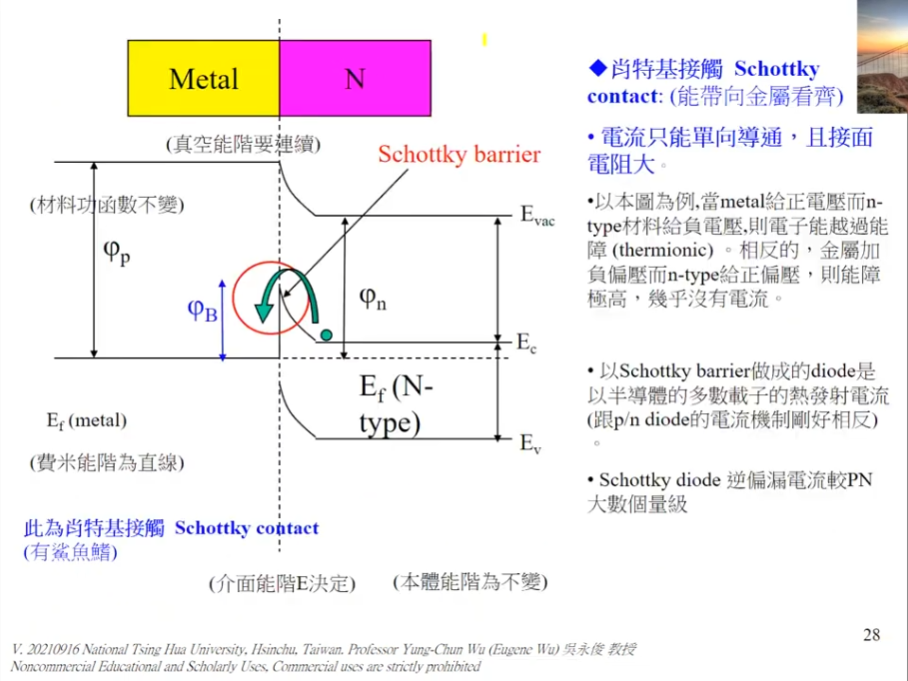 Metal
N
(真空能階要連續)
Schottky barrier
(材料功函數不變)
Evac
φp
φn
φB
Ec
Ef (N-
type)
Ef (metal)
Ev
(費米能階為直線)
此為肖特基接觸 Schottky contact
(有鯊魚鰭)
(介面能階E決定)
(本體能階為不變)
◆肖特基接觸 Schottky
contact: (能帶向金屬看齊)
• 電流只能單向導通，且接面
電阻大。
•以本圖為例,當metal給正電壓而n-
type材料給負電壓,則電子能越過能
障 (thermionic) 。相反的，金屬加
負偏壓而n-type給正偏壓，則能障
極高，幾乎沒有電流。
• 以Schottky barrier做成的diode是
以半導體的多數載子的熱發射電流
(跟p/n diode的電流機制剛好相反)
。
• Schottky diode 逆偏漏電流較PN
大數個量級
28
V. 20210916 National Tsing Hua University, Hsinchu, Taiwan. Professor Yung-Chun Wu (Eugene Wu) 吳永俊 教授
Noncommercial Educational and Scholarly Uses, Commercial uses are strictly prohibited